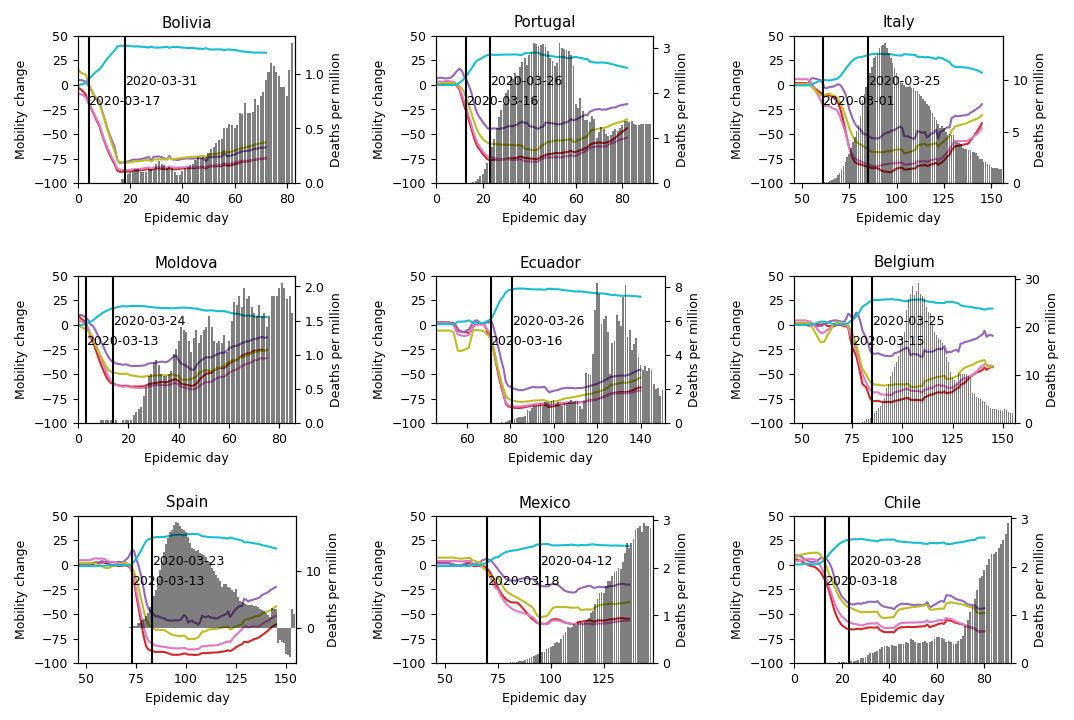 Bolivia
Portugal
Italy
50
25
0
−25
−50
−75
−100
Mobility change
2020-03-31
2020-03-17
1.0
0.5
0.0
Deaths per million
0 20 40 60 80
Epidemic day
50
25
0
−25
−50
−75
−100
Mobility change
2020-03-26
2020-03-16
3
2
1
0
Deaths per million
0 20 40 60 80
Epidemic day
50
25
0
−25
−50
−75
−100
Mobility change
2020-03-25
2020-03-01
10
5
0
Deaths per million
50 75 100 125 150
Epidemic day
Moldova
Ecuador
Belgium
50
25
0
−25
−50
−75
−100
Mobility change
2020-03-24
2020-03-13
2.0
1.5
1.0
0.5
0.0
Deaths per million
0 20 40 60 80
Epidemic day
50
25
0
−25
−50
−75
−100
Mobility change
2020-03-26
2020-03-16
8
6
4
2
0
Deaths per million
60 80 100 120 140
Epidemic day
50
25
0
−25
−50
−75
−100
Mobility change
2020-03-25
2020-03-15
30
20
10
0
Deaths per million
50 75 100 125 150
Epidemic day
Spain
Mexico
Chile
50
25
0
−25
−50
−75
−100
Mobility change
2020-03-23
2020-03-13
10
0
Deaths per million
50 75 100 125 150
Epidemic day
50
25
0
−25
−50
−75
−100
Mobility change
2020-04-12
2020-03-18
3
2
1
0
Deaths per million
50 75 100 125
Epidemic day
50
25
0
−25
−50
−75
−100
Mobility change
2020-03-28
2020-03-18
3
2
1
0
Deaths per million
0 20 40 60 80
Epidemic day